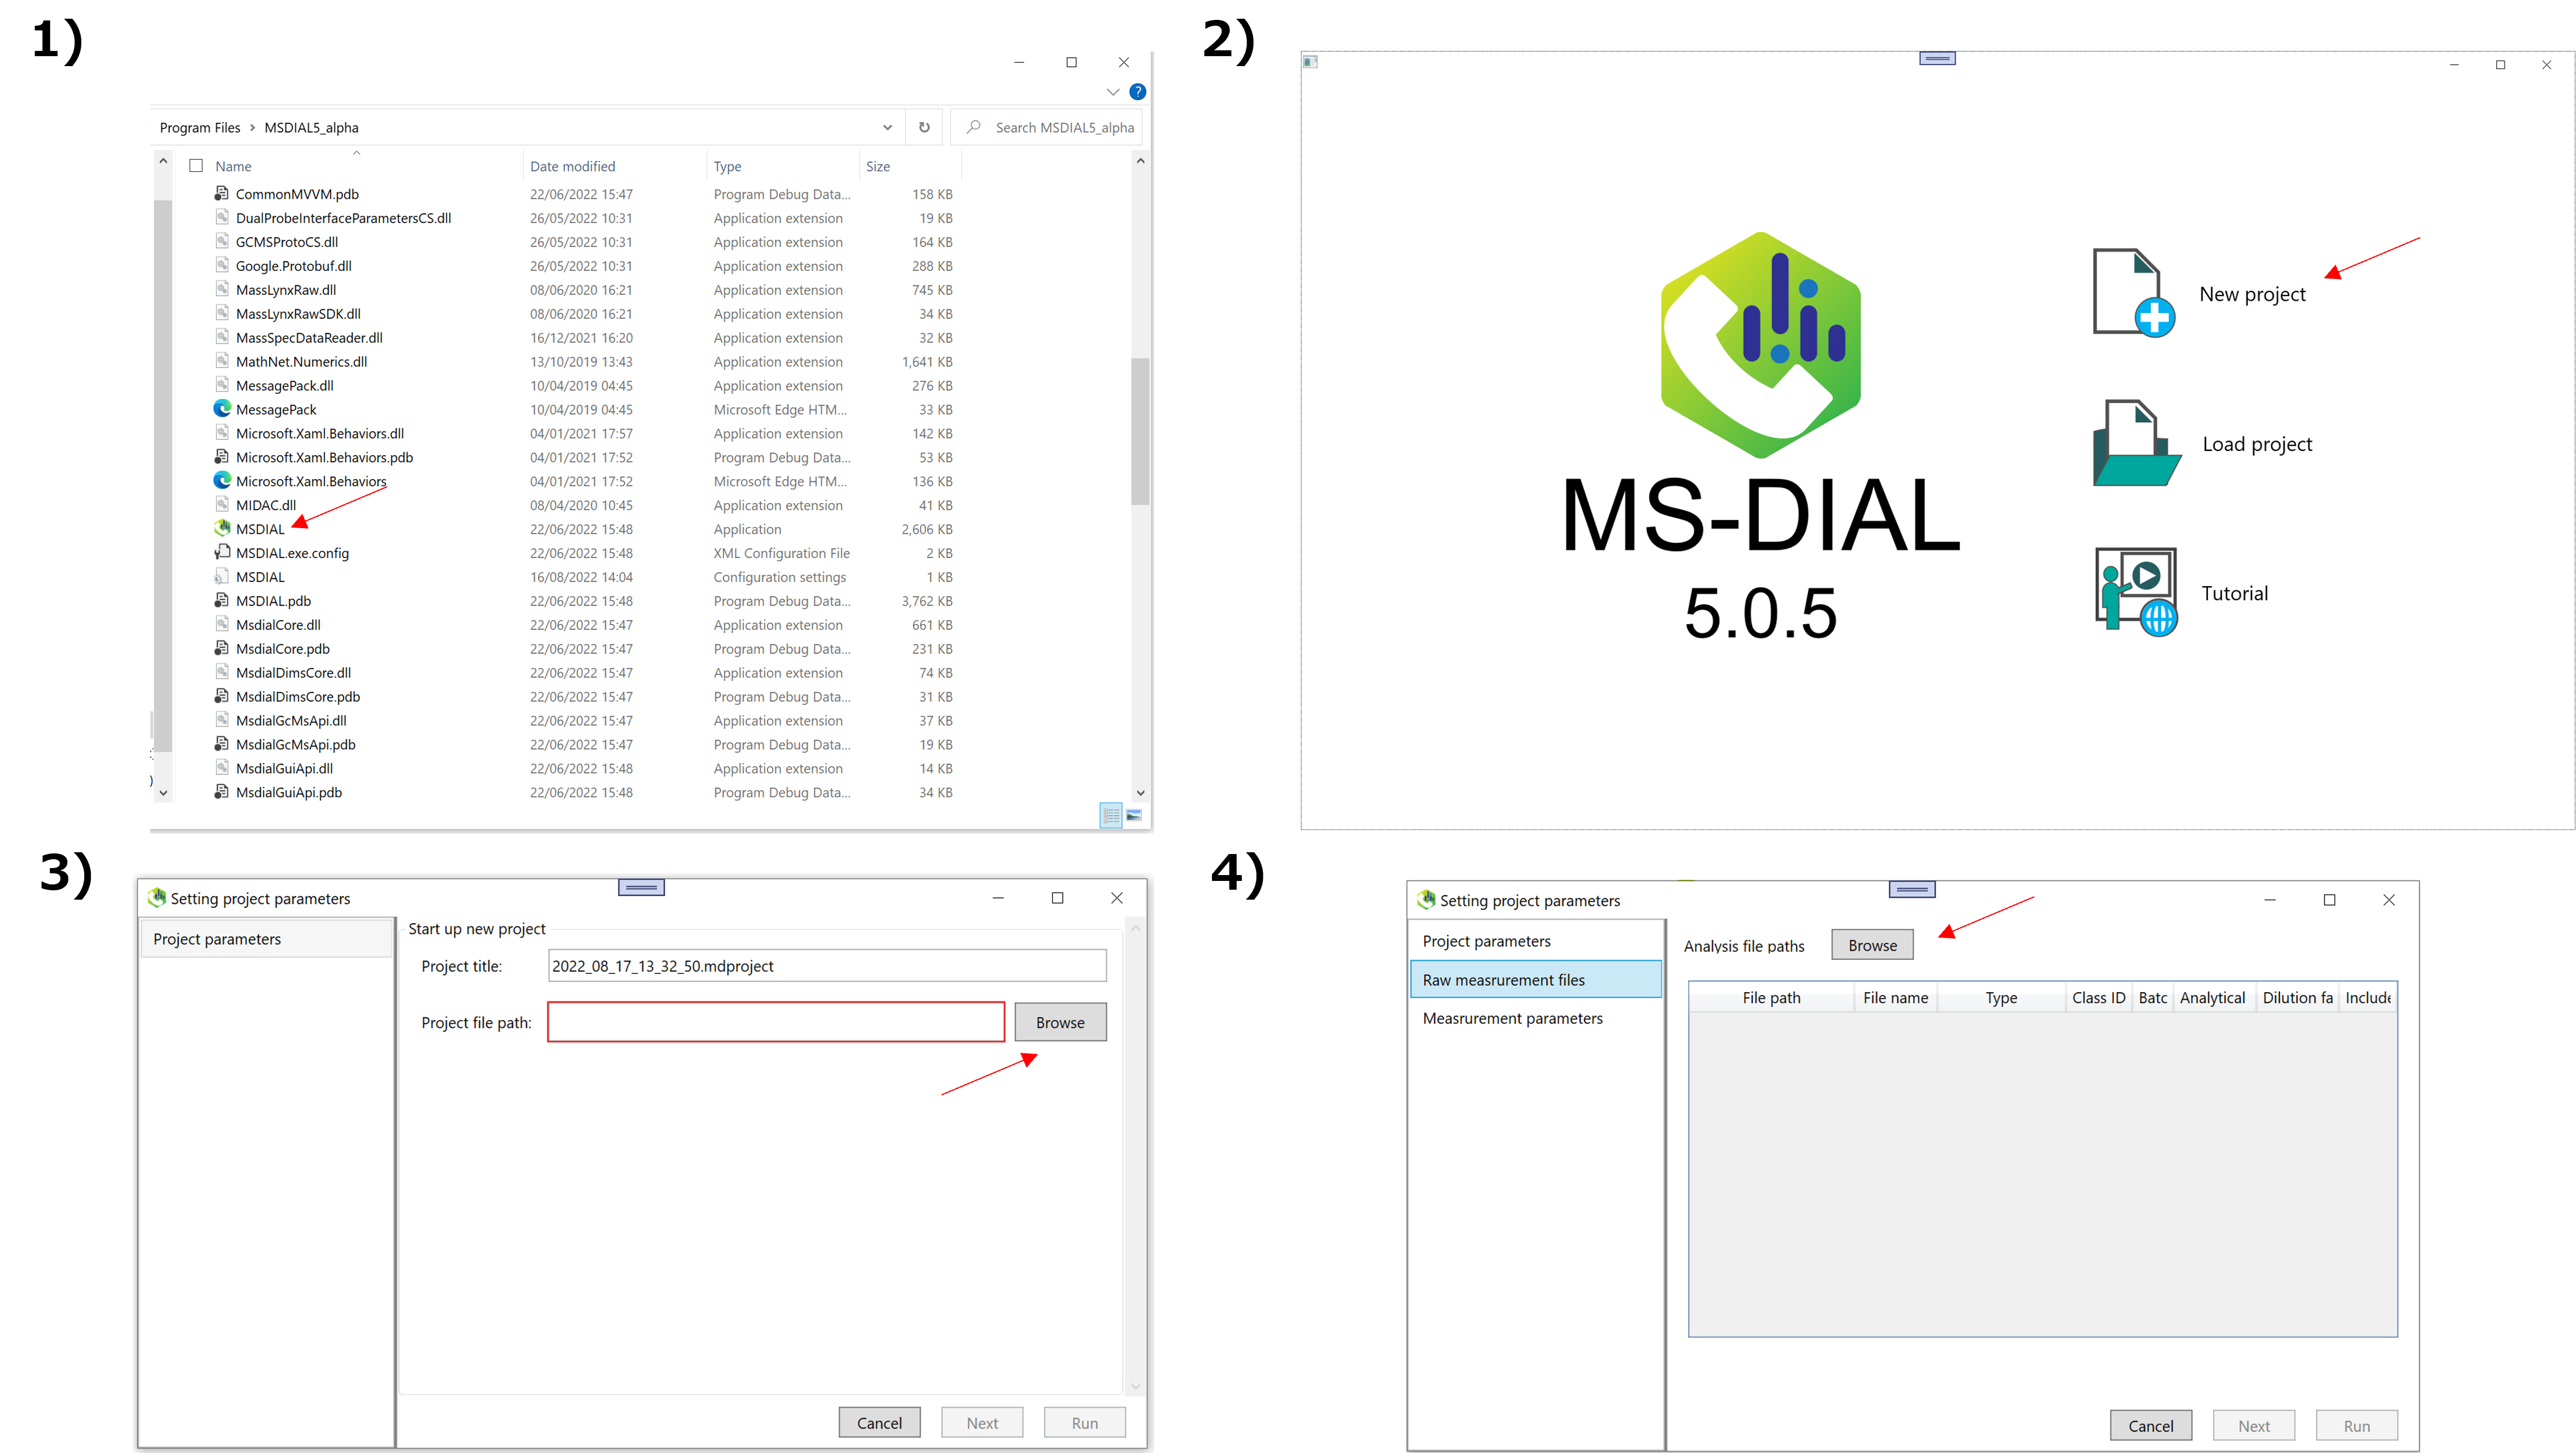 1)
Program Files > MSDIAL5_alpha
Search MSDIAL5_alpha
Name Date modified Type Size
CommonMVVM.pdb 22/06/2022 15:47 Program Debug Data... 158 KB
DualProbeInterfaceParametersCS.dll 26/05/2022 10:31 Application extension 19 KB
GCMSProtoCS.dll 26/05/2022 10:31 Application extension 164 KB
Google.Protobuf.dll 26/05/2022 10:31 Application extension 288 KB
MassLynxRaw.dll 08/06/2020 16:21 Application extension 745 KB
MassLynxRawSDK.dll 08/06/2020 16:21 Application extension 34 KB
MassSpecDataReader.dll 16/12/2021 16:20 Application extension 32 KB
MathNet.Numerics.dll 13/10/2019 13:43 Application extension 1,641 KB
MessagePack.dll 10/04/2019 04:45 Application extension 276 KB
MessagePack 10/04/2019 04:45 Microsoft Edge HTM... 33 KB
Microsoft.Xaml.Behaviors.dll 04/01/2021 17:57 Application extension 142 KB
Microsoft.Xaml.Behaviors.pdb 04/01/2021 17:52 Program Debug Data... 53 KB
Microsoft.Xaml.Behaviors 04/01/2021 17:52 Microsoft Edge HTM... 136 KB
MIDAC.dll 08/04/2020 10:45 Application extension 41 KB
MSDIAL 22/06/2022 15:48 Application 2,606 KB
MSDIAL.exe.config 22/06/2022 15:48 XML Configuration File 2 KB
MSDIAL 16/08/2022 14:04 Configuration settings 1 KB
MSDIAL.pdb 22/06/2022 15:48 Program Debug Data... 3,762 KB
MsdialCore.dll 22/06/2022 15:47 Application extension 661 KB
MsdialCore.pdb 22/06/2022 15:47 Program Debug Data... 231 KB
MsdialDimsCore.dll 22/06/2022 15:47 Application extension 74 KB
MsdialDimsCore.pdb 22/06/2022 15:47 Program Debug Data... 31 KB
MsdialGcMsApi.dll 22/06/2022 15:47 Application extension 37 KB
MsdialGcMsApi.pdb 22/06/2022 15:47 Program Debug Data... 19 KB
MsdialGuiApi.dll 22/06/2022 15:48 Application extension 14 KB
MsdialGuiApi.pdb 22/06/2022 15:48 Program Debug Data... 34 KB
2)
MS-DIAL
5.0.5
New project
Load project
Tutorial
3)
Setting project parameters
Project parameters
Start up new project
Project title: 2022_08_17_13_32_50.mdproject
Project file path: Browse
Cancel Next Run
4)
Setting project parameters
Project parameters
Raw measrurement files
Measrurement parameters
Analysis file paths Browse
File path File name Type Class ID Batc Analytical Dilution fa Include
Cancel Next Run